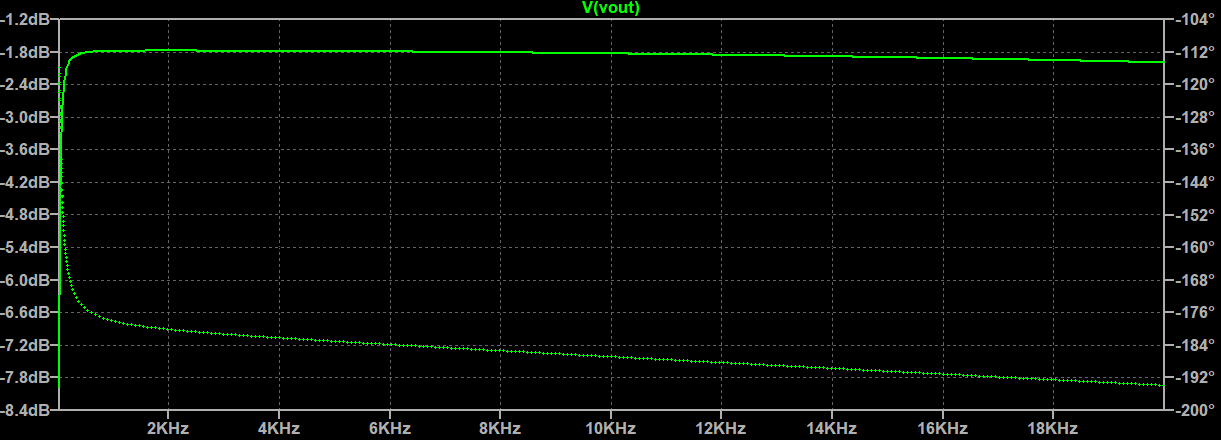 V(vout)
-1.2dB
-1.8dB
-2.4dB
-3.0dB
-3.6dB
-4.2dB
-4.8dB
-5.4dB
-6.0dB
-6.6dB
-7.2dB
-7.8dB
-8.4dB
-104°
-112°
-120°
-128°
-136°
-144°
-152°
-160°
-168°
-176°
-184°
-192°
-200°
2KHz 4KHz 6KHz 8KHz 10KHz 12KHz 14KHz 16KHz 18KHz